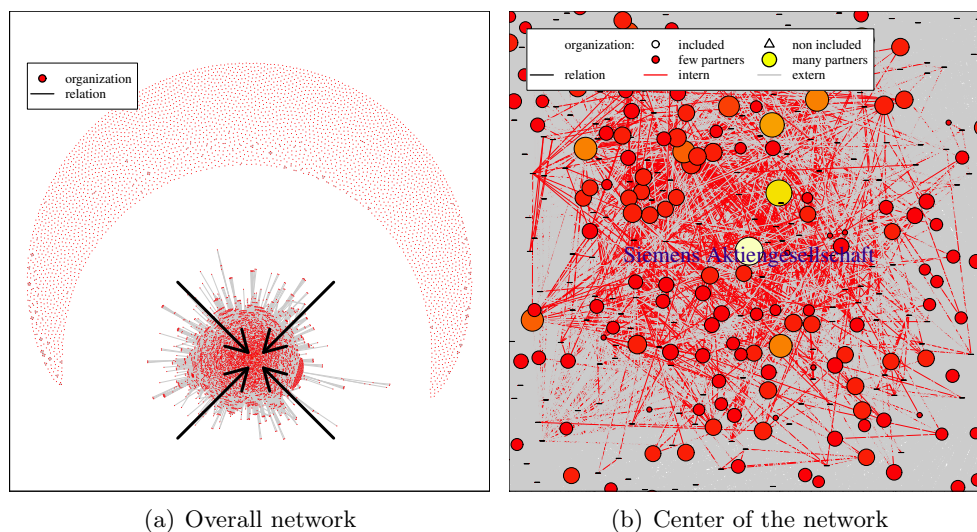 organization
relation
organization: included non included
few partners many partners
relation intern extern
Siemens Aktiengesellschaft
(a) Overall network (b) Center of the network